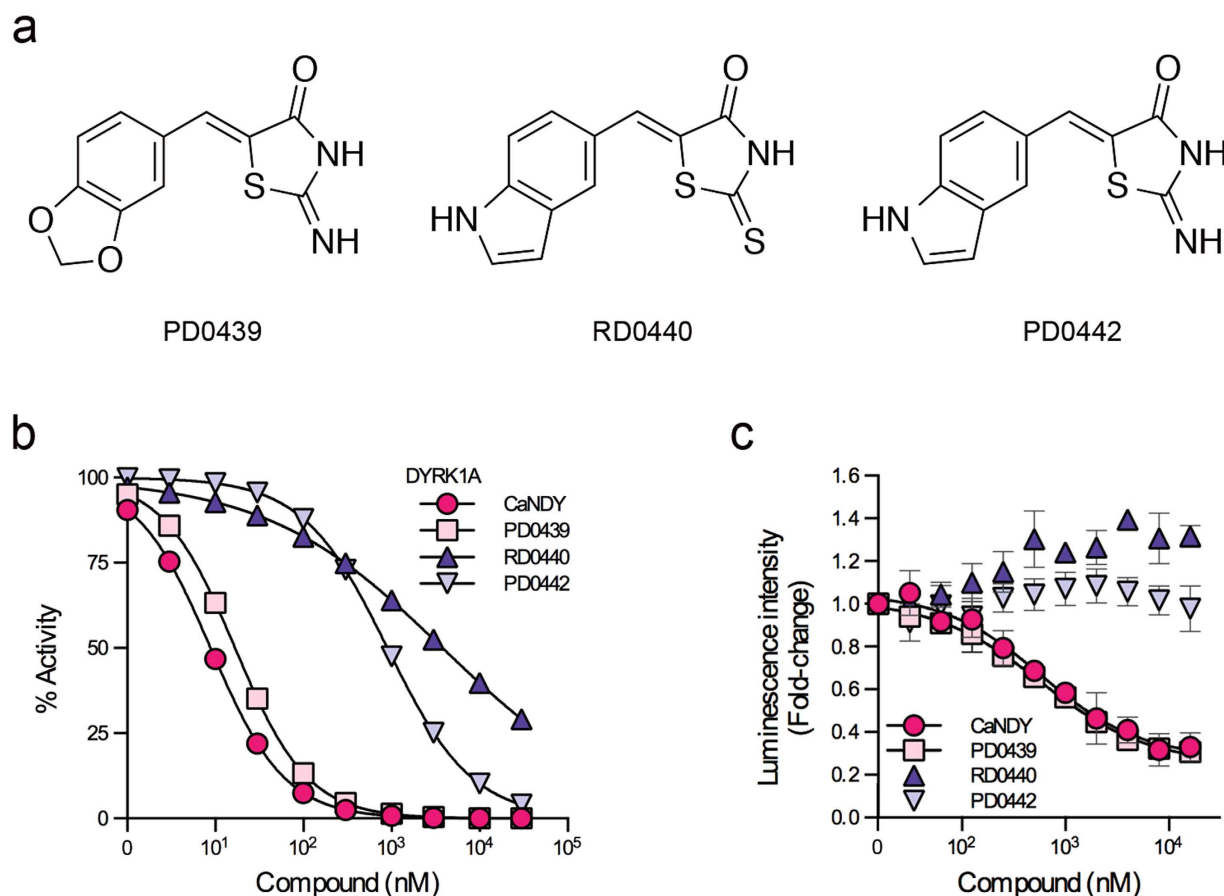 a
O
NH
S
NH
O
O
PD0439
O
NH
S
S
HN
RD0440
O
NH
S
NH
HN
PD0442
b
% Activity
100
75
50
25
0
0
10¹
10²
10³
10⁴
10⁵
Compound (nM)
DYRK1A
CaNDY
PD0439
RD0440
PD0442
c
Luminescence intensity
(Fold-change)
1.6
1.4
1.2
1.0
0.8
0.6
0.4
0.2
0.0
0
10²
10³
10⁴
Compound (nM)
CaNDY
PD0439
RD0440
PD0442